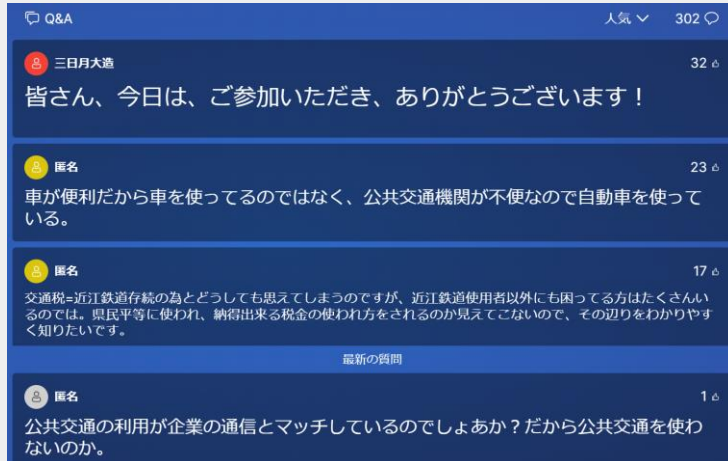 Q&A
人気 302
三日月大造 32
皆さん、今日は、ご参加いただき、ありがとうございます！
匿名 23
車が便利だから車を使ってるのではなく、公共交通機関が不便なので自動車を使って
いる。
匿名 17
交通税=近江鉄道存続の為とどうしても思えてしまうのですが、近江鉄道使用者以外にも困ってる方はたくさんい
るのでは。県民平等に使われ、納得出来る税金の使われ方をされるのか見えてこないので、その辺りをわかりやす
く知りたいです。
最新の質問
匿名 1
公共交通の利用が企業の通信とマッチしているのでしょあか？だから公共交通を使わ
ないのか。